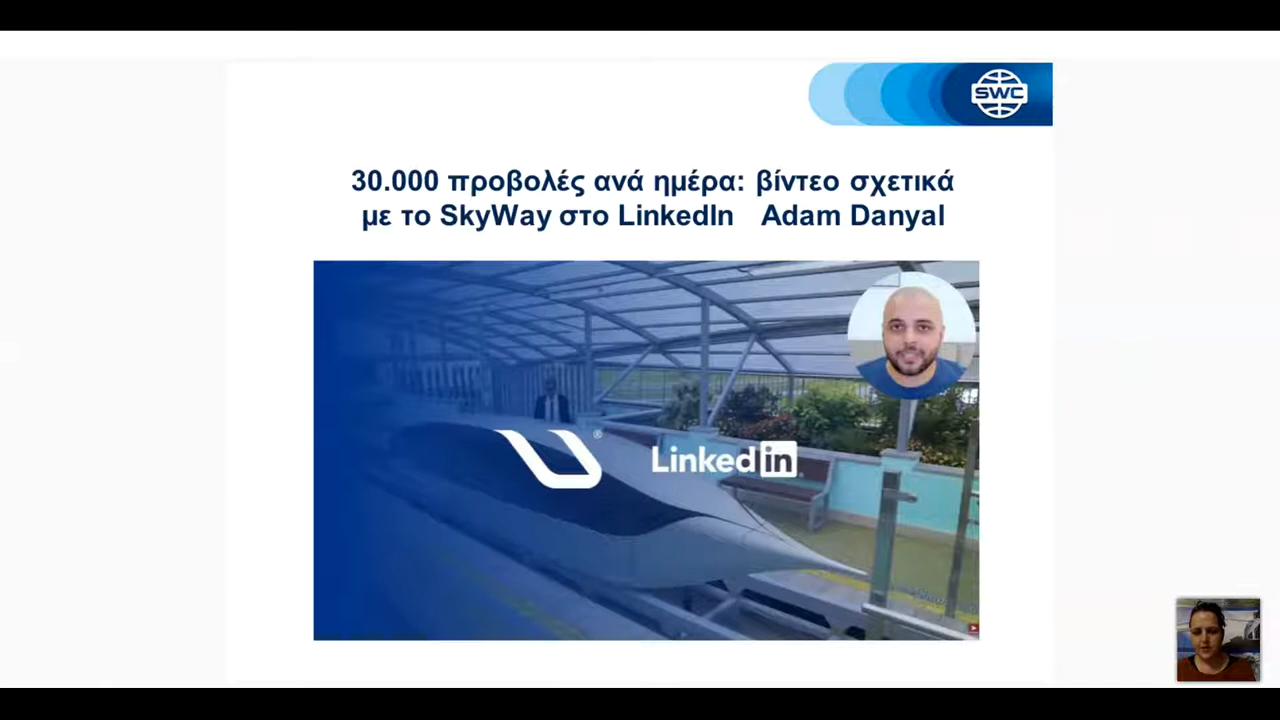 SWC
30.000 προβολές ανά ημέρα: βίντεο σχετικά
με το SkyWay στο LinkedIn Adam Danyal
®
Linkedin